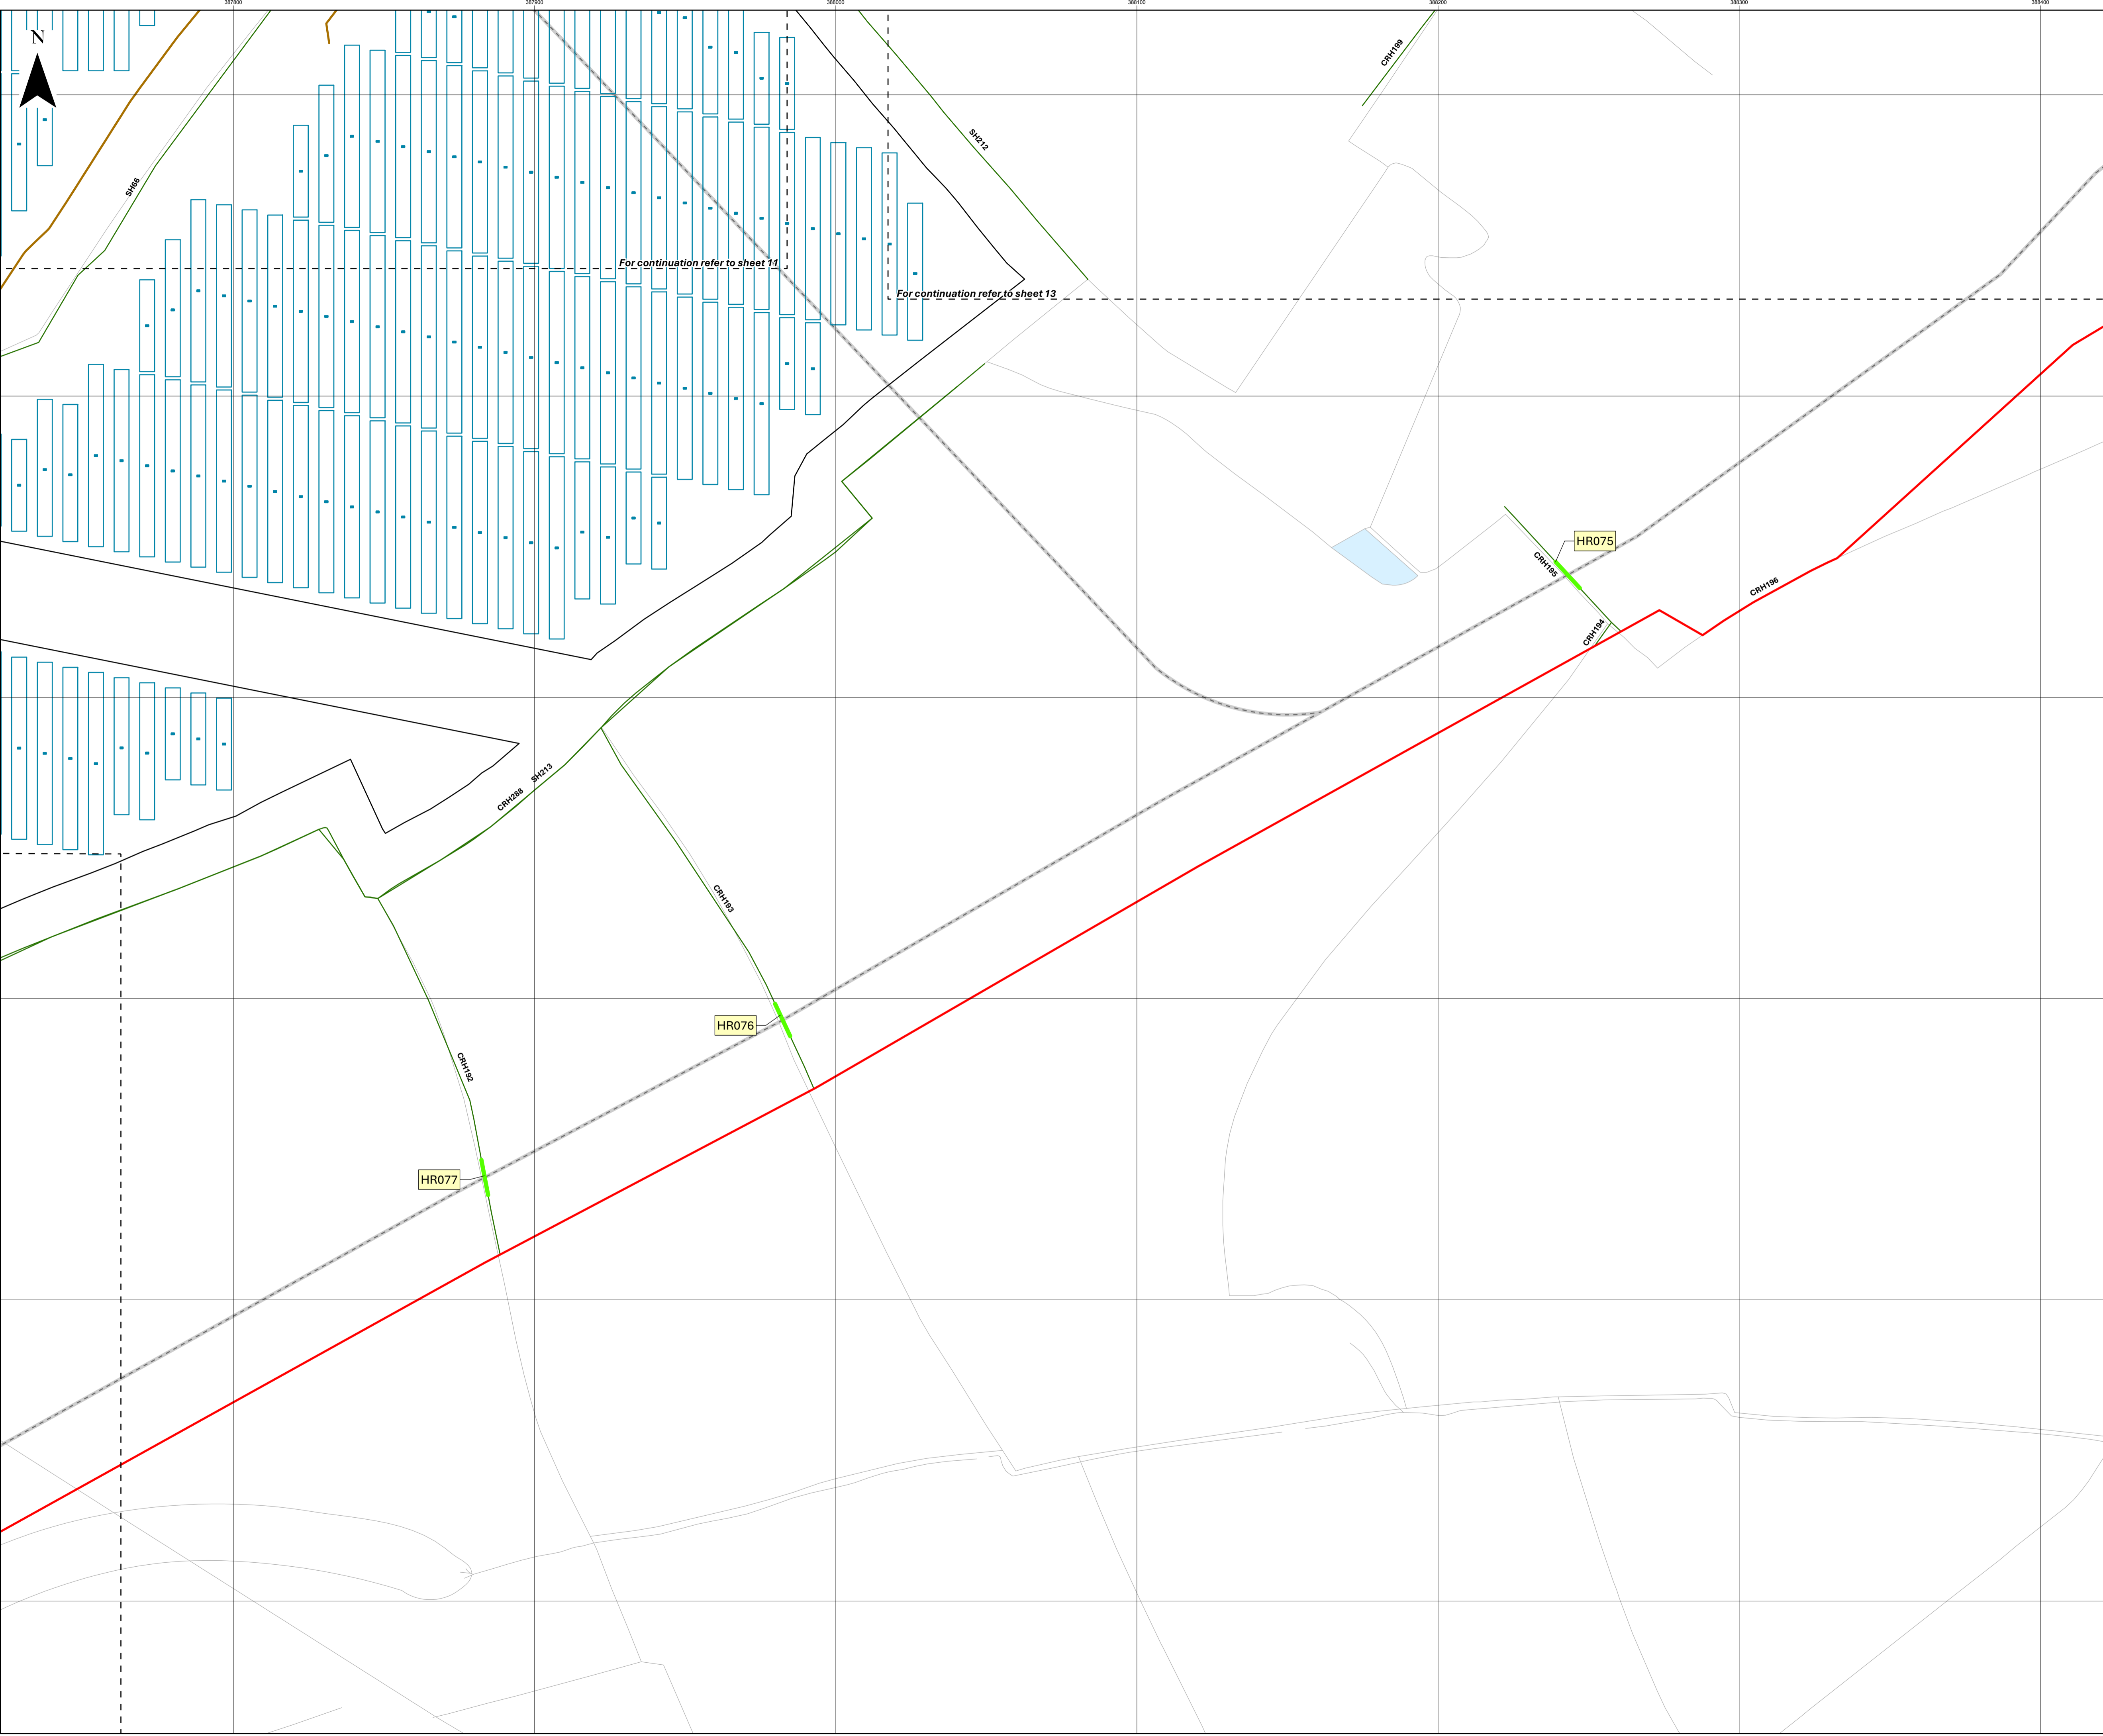 387800
387900
388000
388100
388200
388300
388400
N
CRH199
SH212
SH66
For continuation refer to sheet 11
For continuation refer to sheet 13
HR075
CRH195
CRH196
CRH194
SH213
CRH288
CRH193
HR076
CRH192
HR077